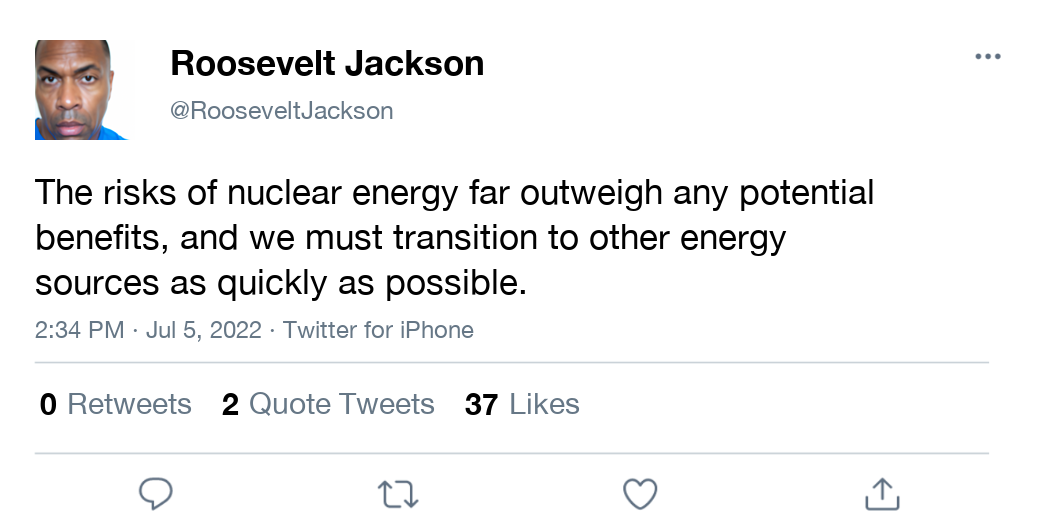 Roosevelt Jackson
@RooseveltJackson
The risks of nuclear energy far outweigh any potential
benefits, and we must transition to other energy
sources as quickly as possible.
2:34 PM · Jul 5, 2022 · Twitter for iPhone
0 Retweets 2 Quote Tweets 37 Likes